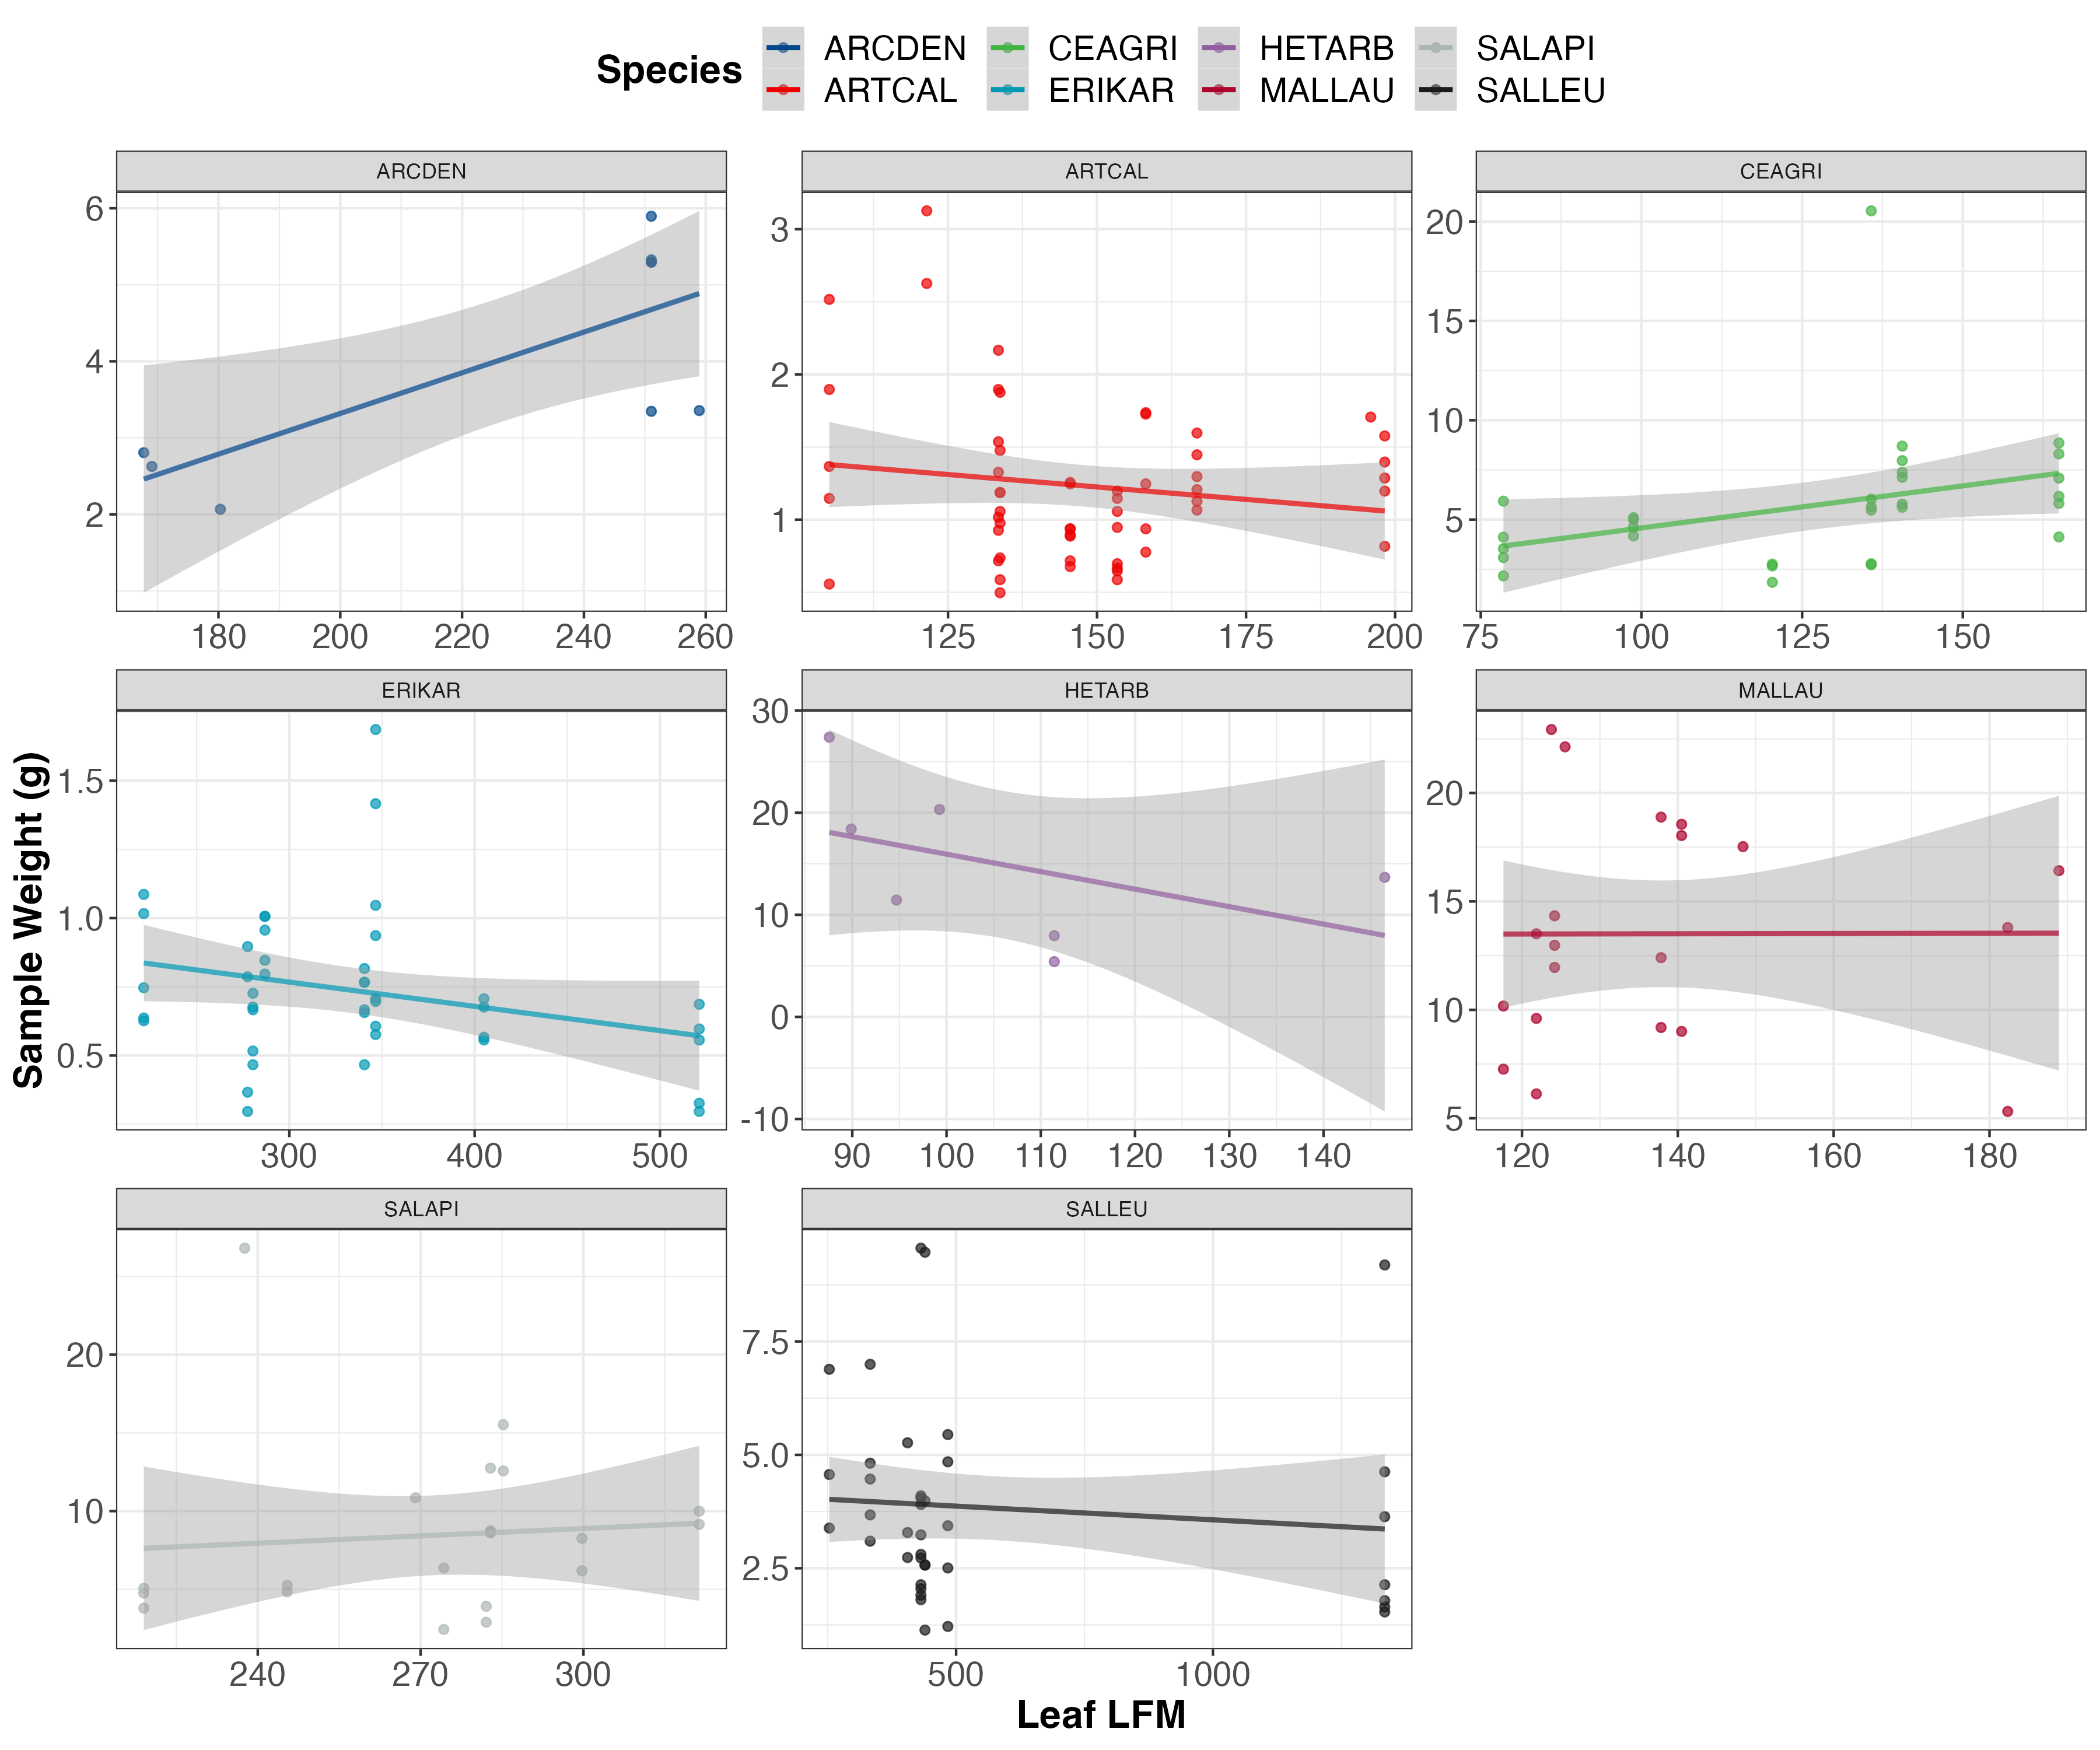 Species ARCDEN CEAGRI HETARB SALAPI
ARTCAL ERIKAR MALLAU SALLEU
ARCDEN ARTCAL CEAGRI
6
4
2
180 200 220 240 260
3
2
1
125 150 175 200
20
15
10
5
75 100 125 150
ERIKAR HETARB MALLAU
Sample Weight (g)
1.5
1.0
0.5
300 400 500
30
20
10
0
-10
90 100 110 120 130 140
20
15
10
5
120 140 160 180
SALAPI SALLEU
20
10
240 270 300
7.5
5.0
2.5
500 1000
Leaf LFM